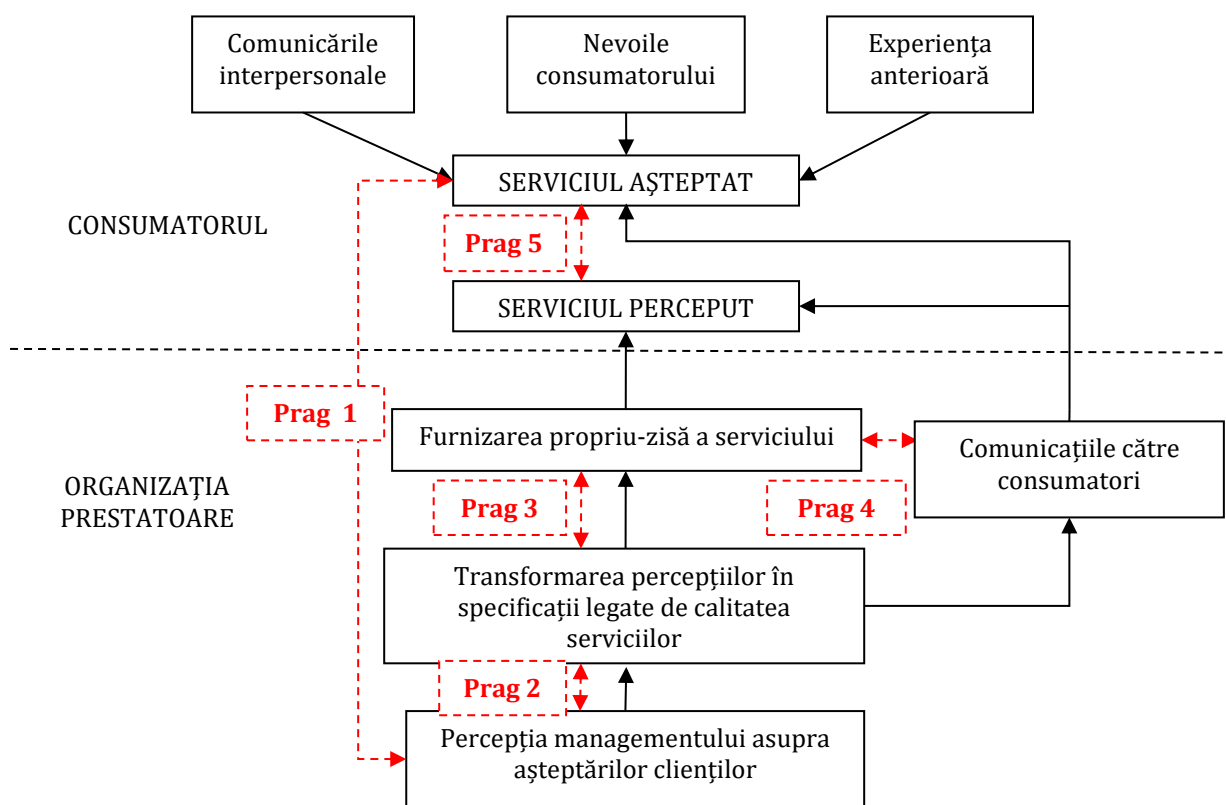 Comunicările
interpersonale
Nevoile
consumatorului
Experiența
anterioară
SERVICIUL AŞTEPTAT
CONSUMATORUL
Prag 5
SERVICIUL PERCEPUT
Prag 1
Furnizarea propriu-zisă a serviciului
Comunicațiile către
consumatori
ORGANIZAŢIA
PRESTATOARE
Prag 3
Prag 4
Transformarea percepțiilor în
specificații legate de calitatea
serviciilor
Prag 2
Percepția managementului asupra
așteptărilor clienților